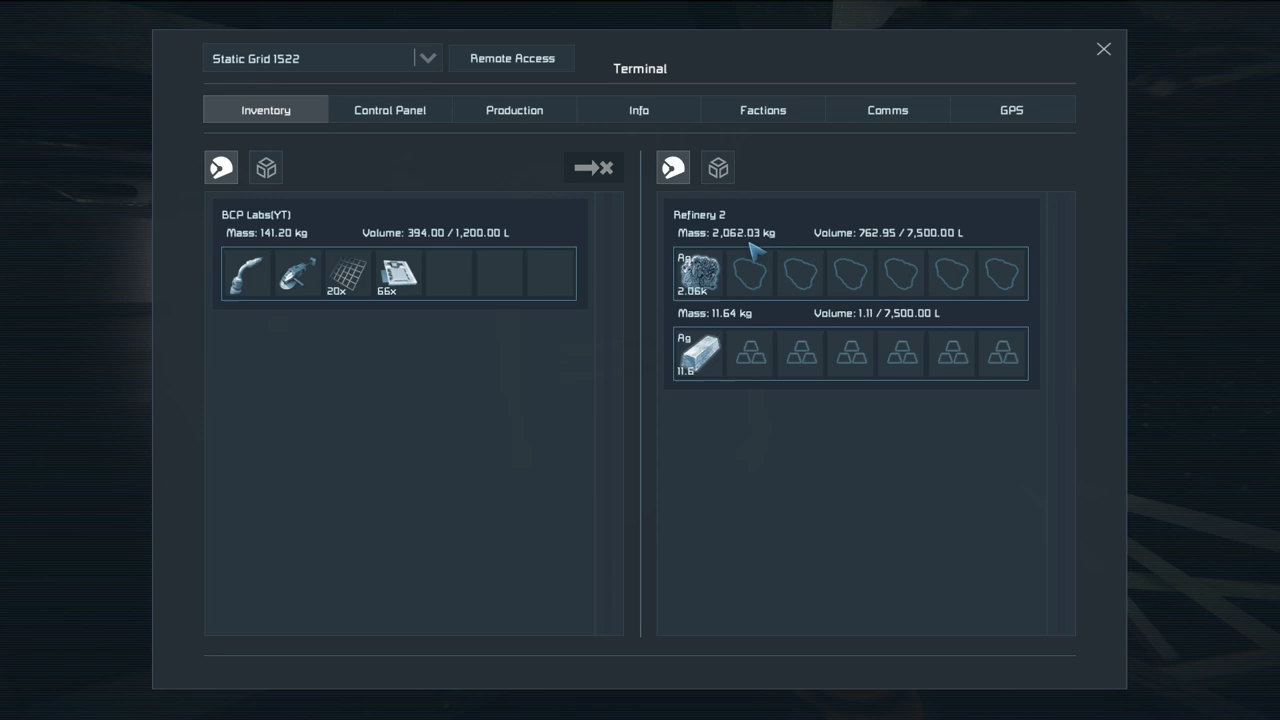 Static Grid 1522
Remote Access
Terminal
Inventory
Control Panel
Production
Info
Factions
Comms
GPS
BCP Labs(YT)
Mass: 141.20 kg Volume: 394.00 / 1,200.00 L
20x
66x
Refinery 2
Mass: 2,062.03 kg Volume: 762.95 / 7,500.00 L
Ag
2.06k
Mass: 11.64 kg Volume: 1.11 / 7,500.00 L
Ag
11.6